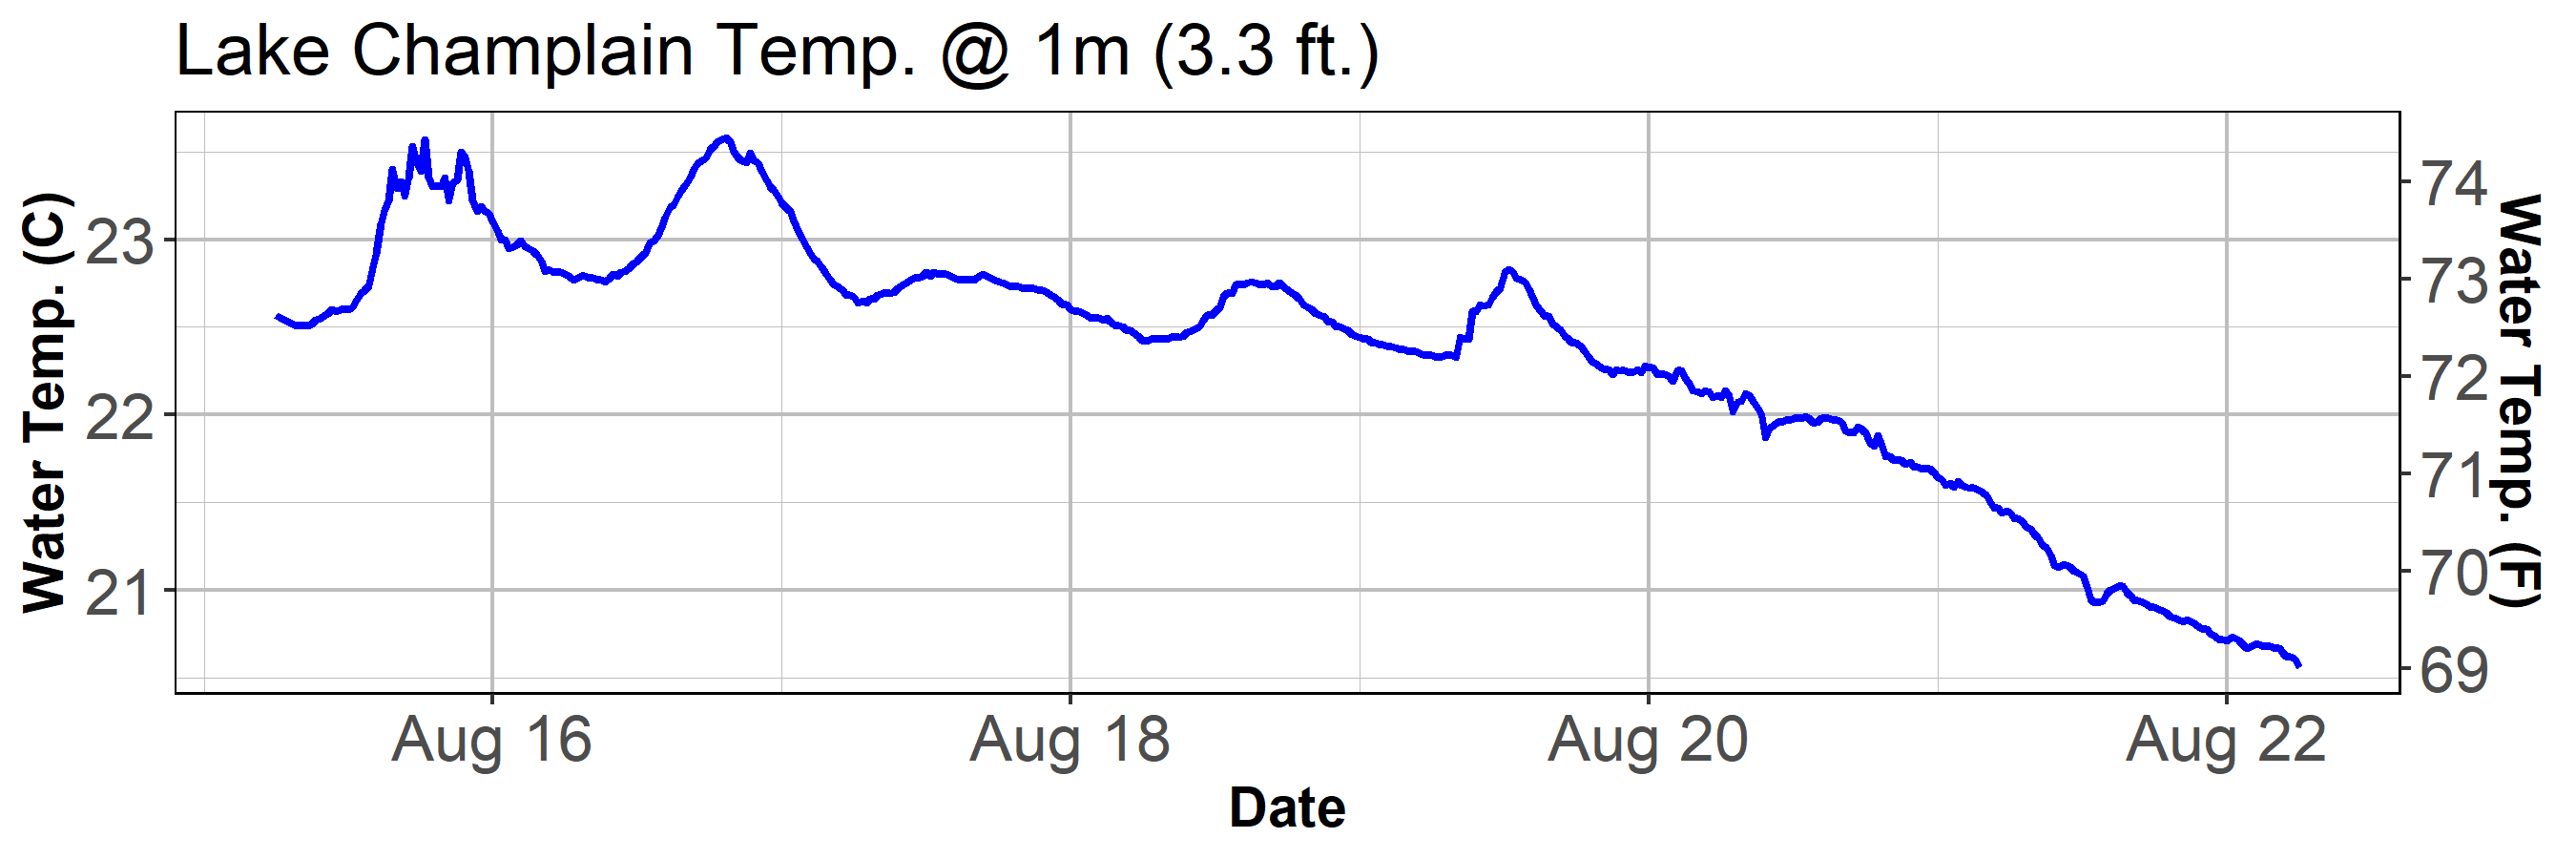 Lake Champlain Temp. @ 1m (3.3 ft.)
Water Temp. (C)
23
22
21
74
73
72
71
70
69
Water Temp. (F)
Aug 16 Aug 18 Aug 20 Aug 22
Date